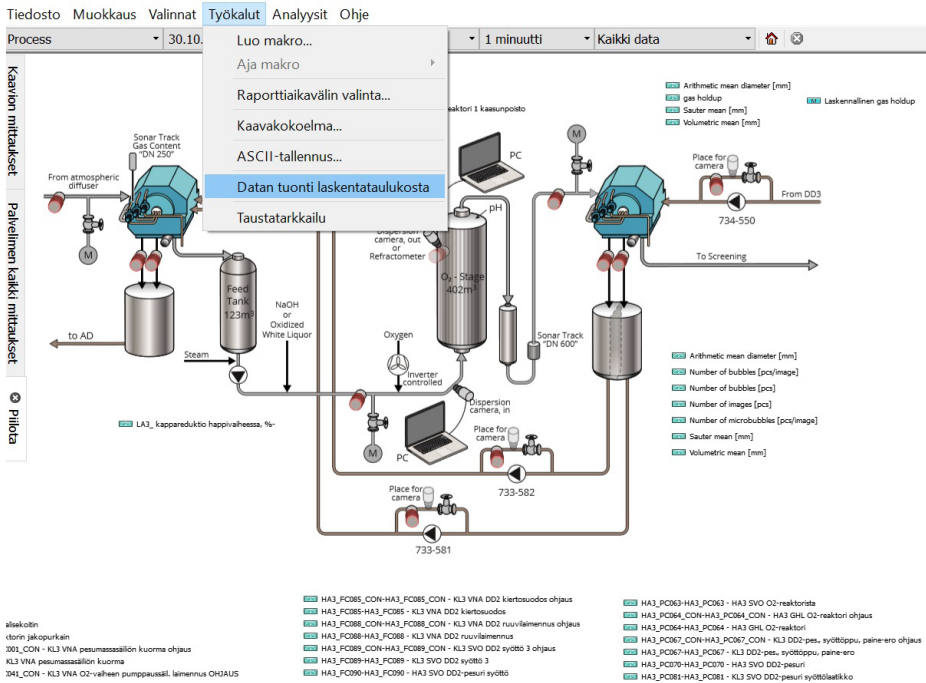 Tiedosto Muokkaus Valinnat Työkalut Analyysit Ohje
Process 30.10. 1 minuutti Kaikki data
Luo makro...
Aja makro
Raporttiaikavälin valinta...
Kaavakokoelma...
ASCII-tallennus...
Datan tuonti laskentataulukosta
Taustatarkkailu
Kaavion mittaukset
Palvelimen kaikki mittaukset
Piilota
Sonar Track
Gas Content
"DN 250"
From atmospheric
diffuser
M
to AD
Feed
Tank
123m³
Steam
NaOH
or
Oxidized
White Liquor
kaasunpoisto
PC
pH
Dispersion
camera, out
or
Refractometer
O₂ - Stage
402m³
Oxygen
Inverter
controlled
M
PC
Dispersion
camera, in
Sonar Track
"DN 600"
M
Place for
camera
From DD3
734-550
To Screening
Place for
camera
733-582
Place for
camera
733-581
Arithmetic mean diameter [mm]
gas holdup
Sauter mean [mm]
Volumetric mean [mm]
M Laskennallinen gas holdup
Arithmetic mean diameter [mm]
Number of bubbles [pcs/image]
Number of bubbles [pcs]
Number of images [pcs]
Number of microbubbles [pcs/image]
Sauter mean [mm]
Volumetric mean [mm]
LA3_ kappareduktio happivaiheessa, %-
alisekoitin
ktorin jakopurkain
001_CON - KL3 VNA pesumassasäiliön kuorma ohjaus
KL3 VNA pesumassasäiliön kuorma
041_CON - KL3 VNA O2-vaiheen pumppaussäil. laimennus OHJAUS
HA3_FC085_CON-HA3_FC085_CON - KL3 VNA DD2 kiertosuodos ohjaus
HA3_FC085-HA3_FC085 - KL3 VNA DD2 kiertosuodos
HA3_FC088_CON-HA3_FC088_CON - KL3 VNA DD2 ruuvilaimennus ohjaus
HA3_FC088-HA3_FC088 - KL3 VNA DD2 ruuvilaimennus
HA3_FC089_CON-HA3_FC089_CON - KL3 SVO DD2 syöttö 3 ohjaus
HA3_FC089-HA3_FC089 - KL3 SVO DD2 syöttö 3
HA3_FC090-HA3_FC090 - HA3 SVO DD2-pesuri syöttö
HA3_PC063-HA3_PC063 - HA3 SVO O2-reaktorista
HA3_PC064_CON-HA3_PC064_CON - HA3 GHL O2-reaktori ohjaus
HA3_PC064-HA3_PC064 - HA3 GHL O2-reaktori
HA3_PC067_CON-HA3_PC067_CON - KL3 DD2-pes, syöttöppu, paine-ero ohjaus
HA3_PC067-HA3_PC067 - KL3 DD2-pes, syöttöppu, paine-ero
HA3_PC070-HA3_PC070 - HA3 SVO DD2-pesuri
HA3_PC081-HA3_PC081 - KL3 SVO DD2-pesuri syöttölaatikko